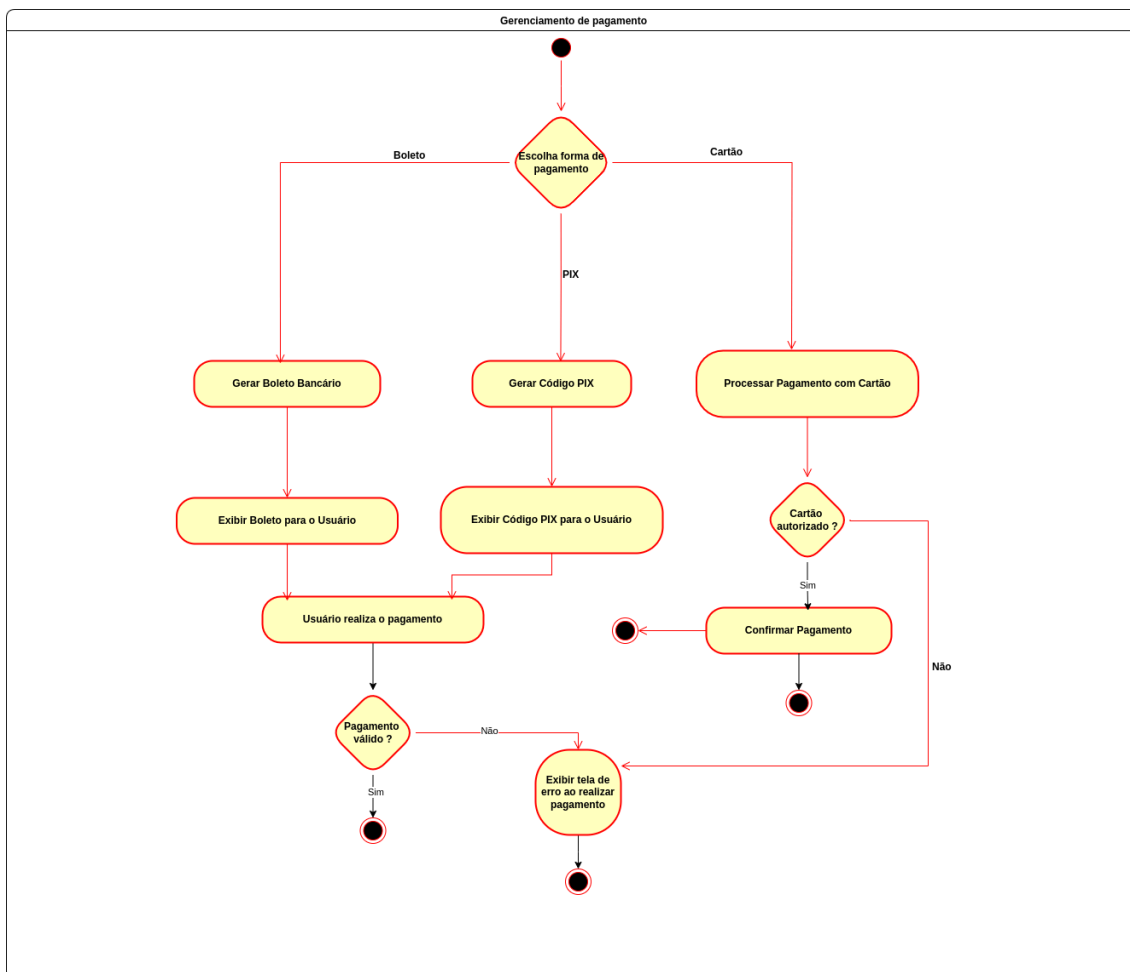 Gerenciamento de pagamento
Escolha forma de
pagamento
Boleto
Cartão
PIX
Gerar Boleto Bancário
Gerar Código PIX
Processar Pagamento com Cartão
Exibir Boleto para o Usuário
Exibir Código PIX para o Usuário
Cartão
autorizado ?
Sim
Usuário realiza o pagamento
Confirmar Pagamento
Não
Pagamento
válido ?
Não
Sim
Exibir tela de
erro ao realizar
pagamento